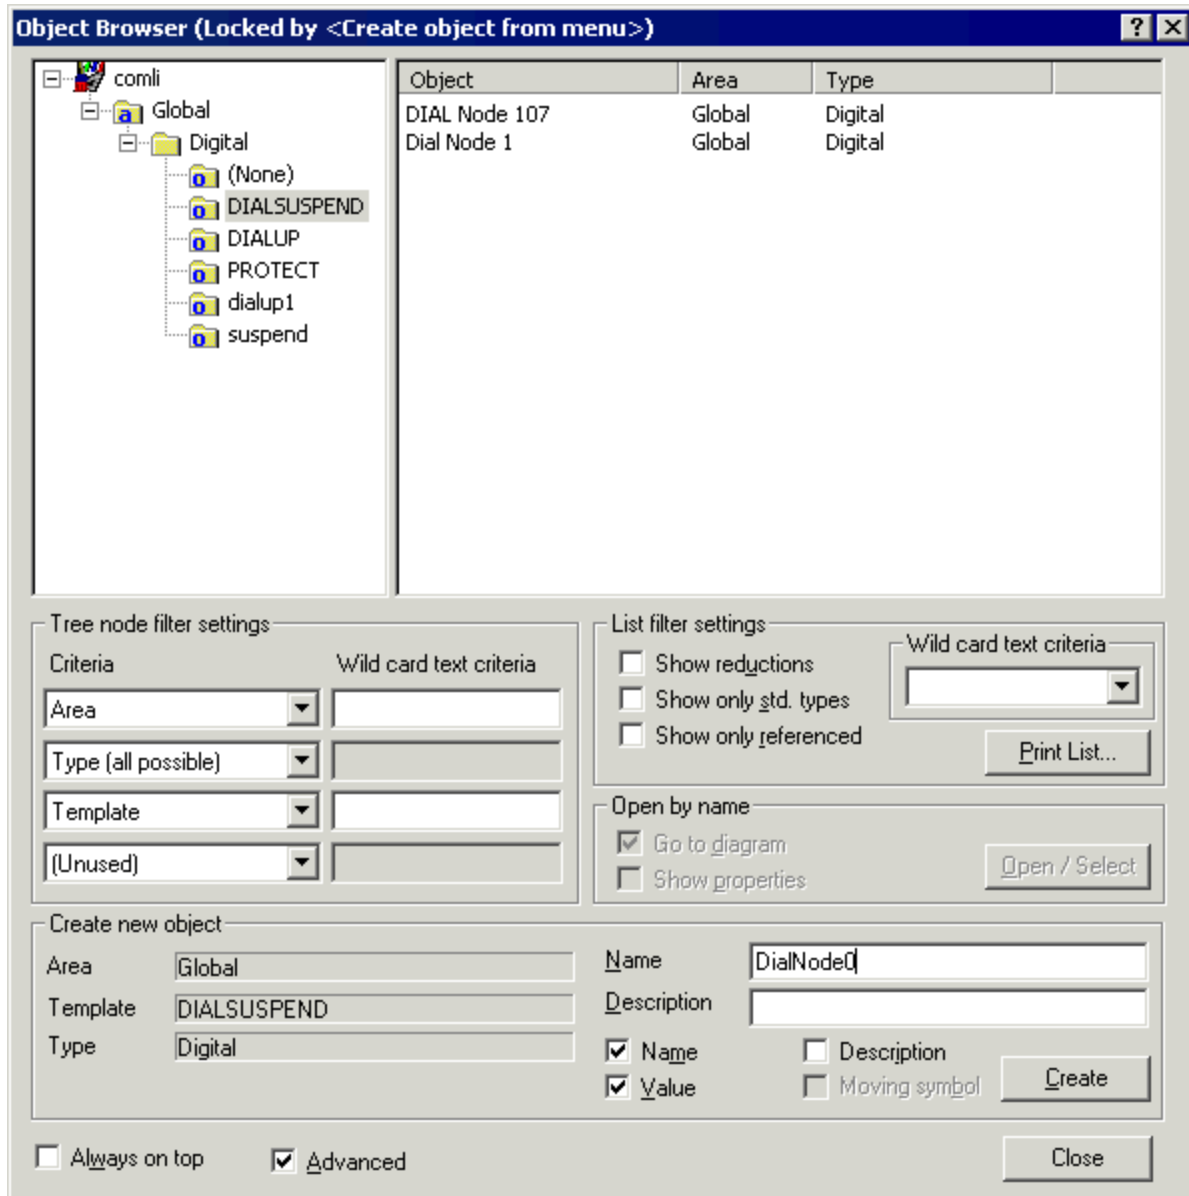 Object Browser (Locked by <Create object from menu>)
comli
Global
Digital
(None)
DIALSUSPEND
DIALUP
PROTECT
dialup1
suspend
Object Area Type
DIAL Node 107 Global Digital
Dial Node 1 Global Digital
Tree node filter settings
Criteria Wild card text criteria
Area
Type (all possible)
Template
(Unused)
List filter settings
Show reductions
Show only std. types
Show only referenced
Wild card text criteria
Print List...
Open by name
Go to diagram
Show properties
Open / Select
Create new object
Area Global
Template DIALSUSPEND
Type Digital
Name DialNode0
Description
Name Description
Value Moving symbol
Create
Always on top Advanced
Close